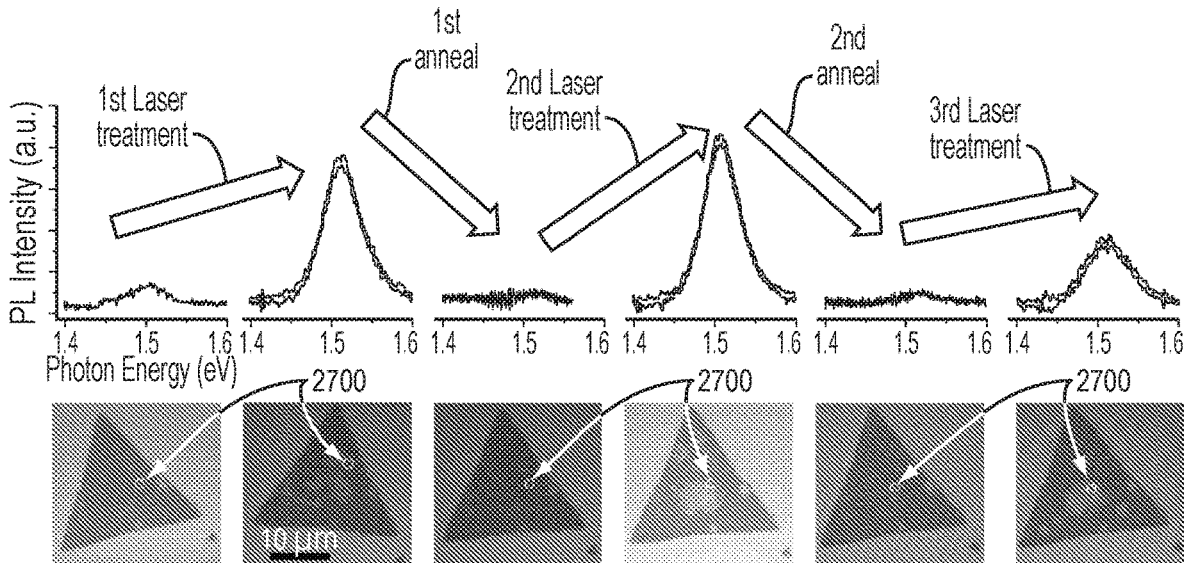 1st
anneal
2nd
anneal
1st Laser
treatment
2nd Laser
treatment
3rd Laser
treatment
PL Intensity (a.u.)
1.4 1.5 1.6 1.4 1.5 1.6 1.4 1.5 1.6 1.4 1.5 1.6 1.4 1.5 1.6 1.4 1.5 1.6
Photon Energy (eV)
2700 2700 2700
10 μm